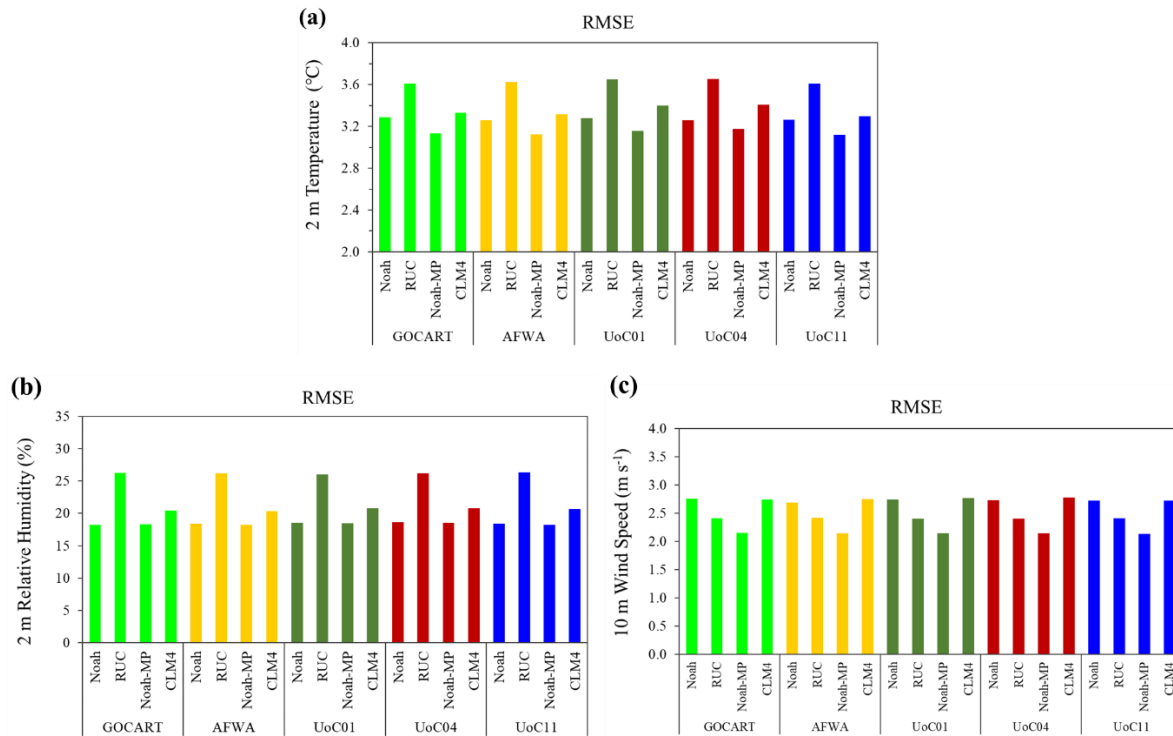 (a)
RMSE
2 m Temperature (°C)
4.0
3.6
3.2
2.8
2.4
2.0
Noah RUC Noah-MP CLM4 Noah RUC Noah-MP CLM4 Noah RUC Noah-MP CLM4 Noah RUC Noah-MP CLM4 Noah RUC Noah-MP CLM4
GOCART AFWA UoC01 UoC04 UoC11
(b)
RMSE
2 m Relative Humidity (%)
35
30
25
20
15
10
5
0
Noah RUC Noah-MP CLM4 Noah RUC Noah-MP CLM4 Noah RUC Noah-MP CLM4 Noah RUC Noah-MP CLM4 Noah RUC Noah-MP CLM4
GOCART AFWA UoC01 UoC04 UoC11
(c)
RMSE
10 m Wind Speed (m s⁻¹)
4.0
3.5
3.0
2.5
2.0
1.5
1.0
0.5
0.0
Noah RUC Noah-MP CLM4 Noah RUC Noah-MP CLM4 Noah RUC Noah-MP CLM4 Noah RUC Noah-MP CLM4 Noah RUC Noah-MP CLM4
GOCART AFWA UoC01 UoC04 UoC11